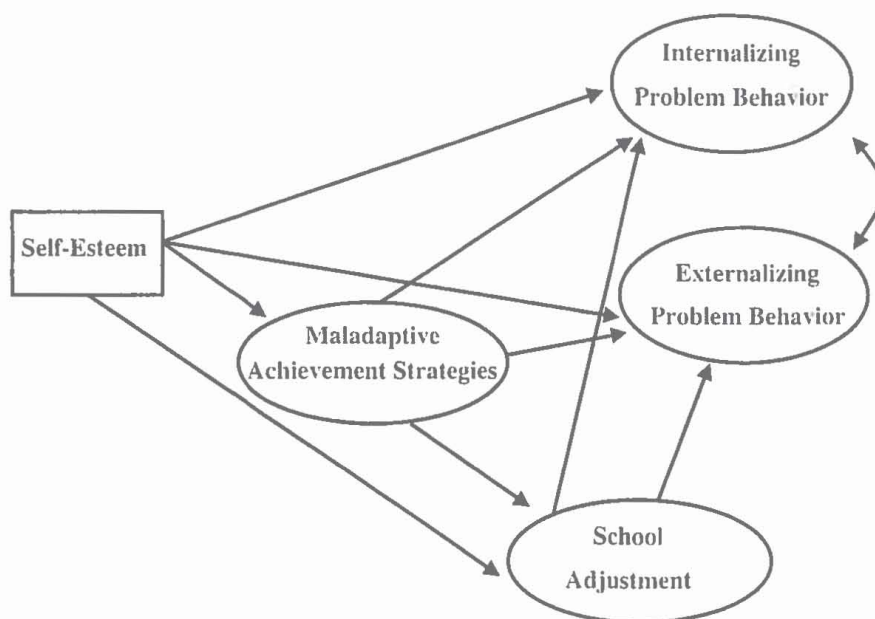 Internalizing
Problem Behavior
Self-Esteem
Externalizing
Problem Behavior
Maladaptive
Achievement Strategies
School
Adjustment